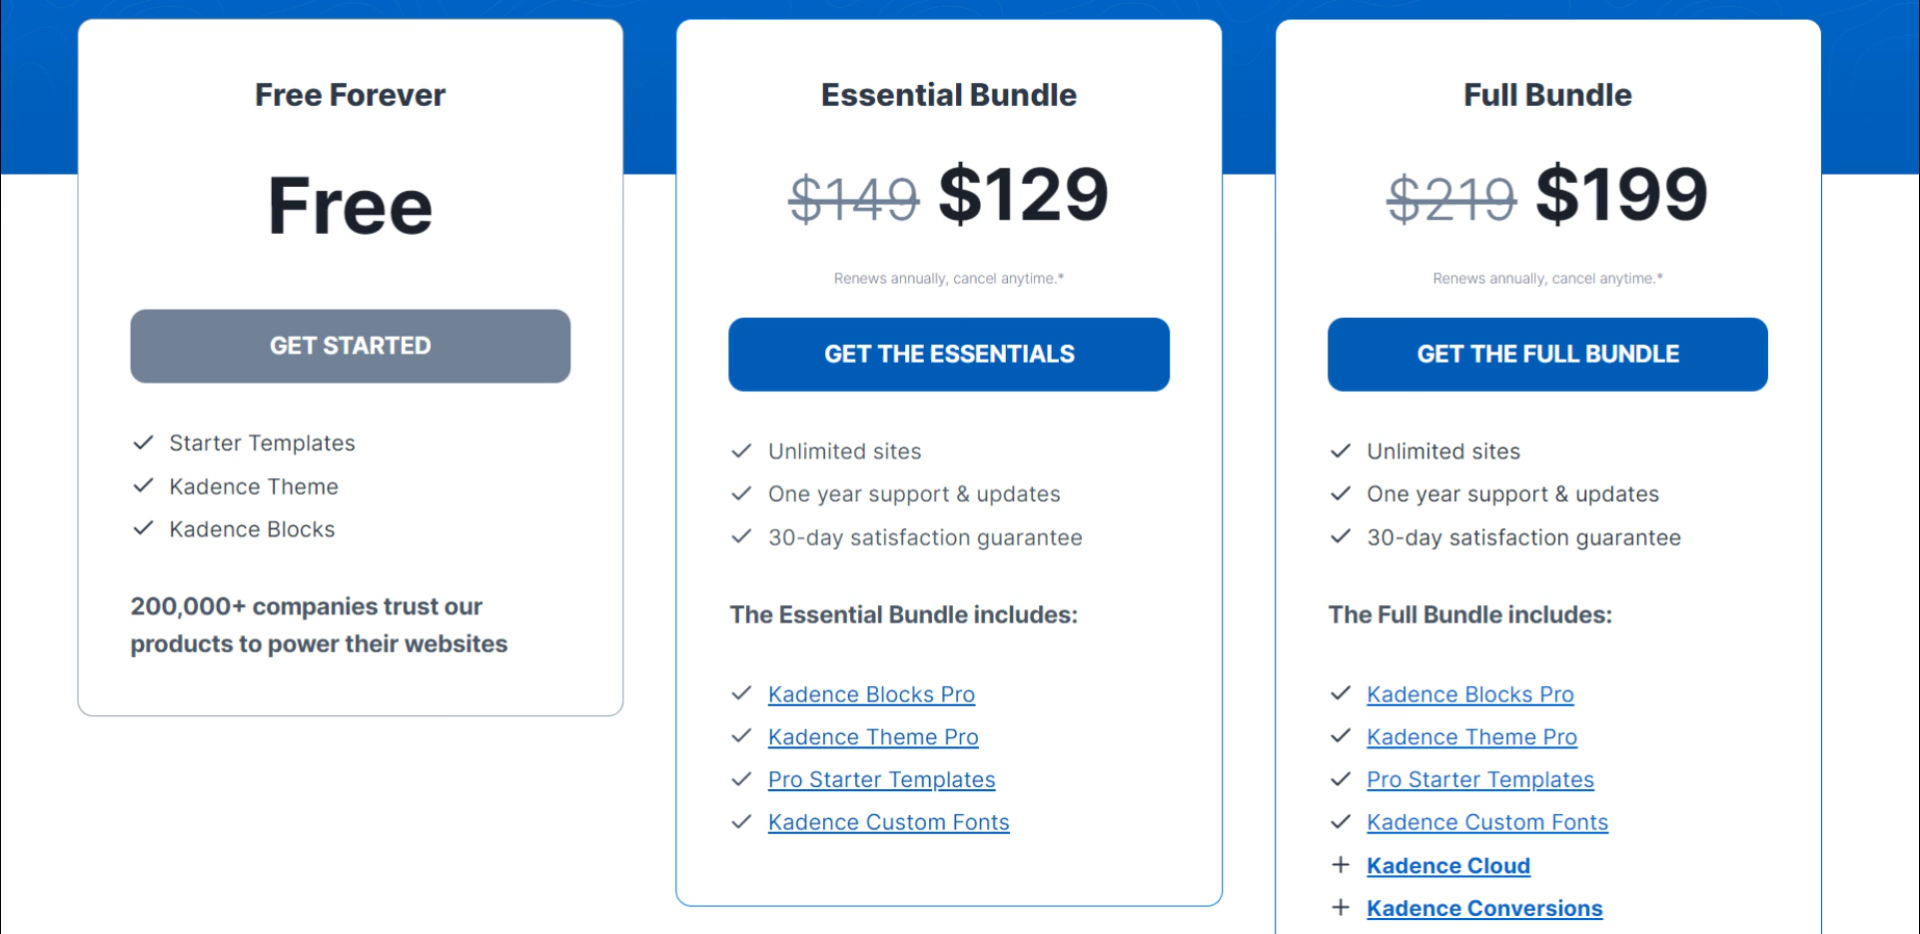 Free Forever
Free
GET STARTED
Starter Templates
Kadence Theme
Kadence Blocks
200,000+ companies trust our
products to power their websites
Essential Bundle
$149 $129
Renews annually, cancel anytime.*
GET THE ESSENTIALS
Unlimited sites
One year support & updates
30-day satisfaction guarantee
The Essential Bundle includes:
Kadence Blocks Pro
Kadence Theme Pro
Pro Starter Templates
Kadence Custom Fonts
Full Bundle
$219 $199
Renews annually, cancel anytime.*
GET THE FULL BUNDLE
Unlimited sites
One year support & updates
30-day satisfaction guarantee
The Full Bundle includes:
Kadence Blocks Pro
Kadence Theme Pro
Pro Starter Templates
Kadence Custom Fonts
+ Kadence Cloud
+ Kadence Conversions